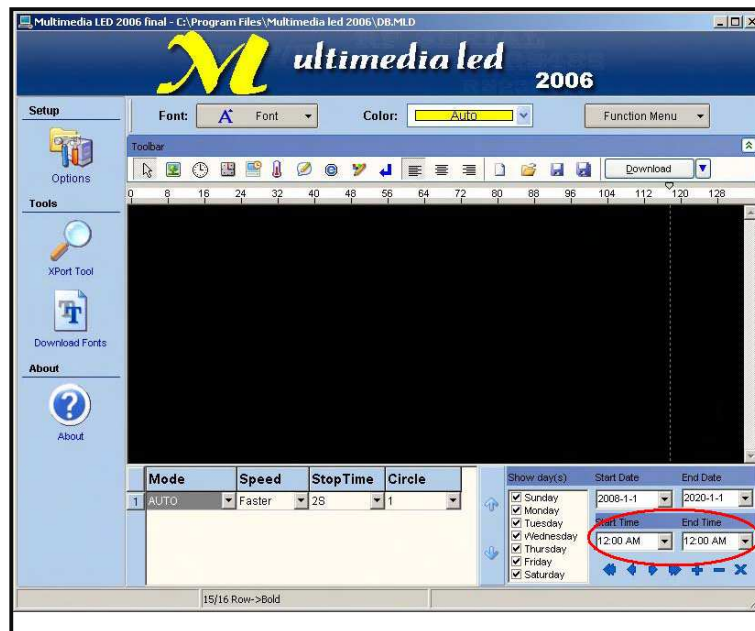 Multimedia LED 2006 final - C:\Program Files\Multimedia led 2006\DB.MLD
Multimedia led
2006
Setup
Options
Tools
XPort Tool
Download Fonts
About
About
Font: A Font
Color: Auto
Function Menu
Toolbar
Download
0 8 16 24 32 40 48 56 64 72 80 88 96 104 112 120 128
Mode Speed StopTime Circle
1 AUTO Faster 2S 1
Show day(s)
Sunday
Monday
Tuesday
Wednesday
Thursday
Friday
Saturday
Start Date End Date
2008-1-1 2020-1-1
Start Time End Time
12:00 AM 12:00 AM
15/16 Row->Bold